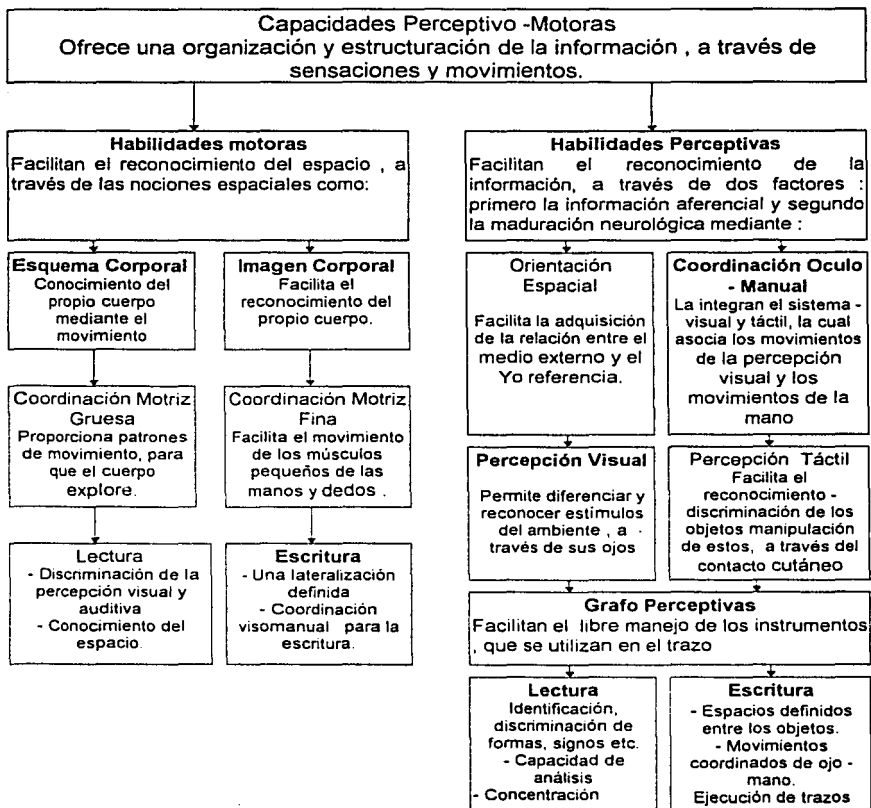 Capacidades Perceptivo -Motoras
Ofrece una organización y estructuración de la información , a través de
sensaciones y movimientos.
Habilidades motoras
Facilitan el reconocimiento del espacio , a
través de las nociones espaciales como:
Habilidades Perceptivas
Facilitan el reconocimiento de la
información, a través de dos factores :
primero la información aferencial y segundo
la maduración neurológica mediante :
Esquema Corporal
Conocimiento del
propio cuerpo
mediante el
movimiento
Imagen Corporal
Facilita el
reconocimiento del
propio cuerpo.
Orientación
Espacial
Facilita la adquisición
de la relación entre el
medio externo y el
Yo referencia.
Coordinación Oculo
- Manual
La integran el sistema -
visual y táctil, la cual
asocia los movimientos
de la percepción
visual y los
movimientos de la
mano
Coordinación Motriz
Gruesa
Proporciona patrones
de movimiento, para
que el cuerpo
explore.
Coordinación Motriz
Fina
Facilita el movimiento
de los músculos
pequeños de las
manos y dedos .
Percepción Visual
Permite diferenciar y
reconocer estímulos
del ambiente , a
través de sus ojos
Percepción Táctil
Facilita el
reconocimiento -
discriminación de los
objetos manipulación
de estos, a través del
contacto cutáneo
Lectura
- Discriminación de la
percepción visual y
auditiva
- Conocimiento del
espacio.
Escritura
- Una lateralización
definida
- Coordinación
visomanual para la
escritura.
Grafo Perceptivas
Facilitan el libre manejo de los instrumentos
, que se utilizan en el trazo
Lectura
Identificación,
discriminación de
formas, signos etc.
- Capacidad de
análisis
- Concentración
Escritura
- Espacios definidos
entre los objetos.
- Movimientos
coordinados de ojo -
mano.
Ejecución de trazos